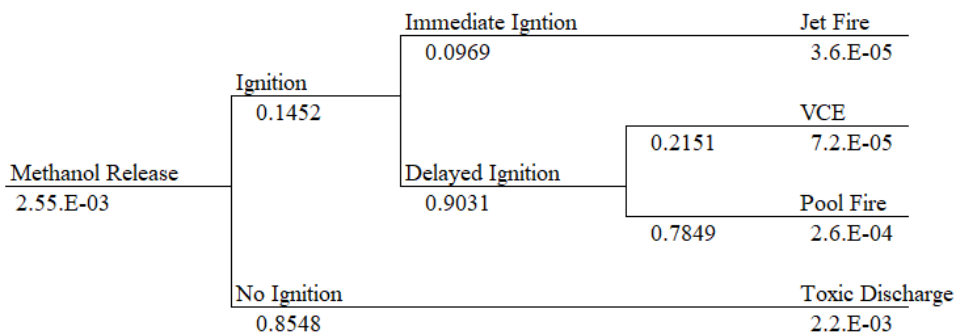 Immediate Igntion Jet Fire
0.0969 3.6.E-05
Ignition
0.1452 VCE
0.2151 7.2.E-05
Methanol Release Delayed Ignition
2.55.E-03 0.9031 Pool Fire
0.7849 2.6.E-04
No Ignition Toxic Discharge
0.8548 2.2.E-03